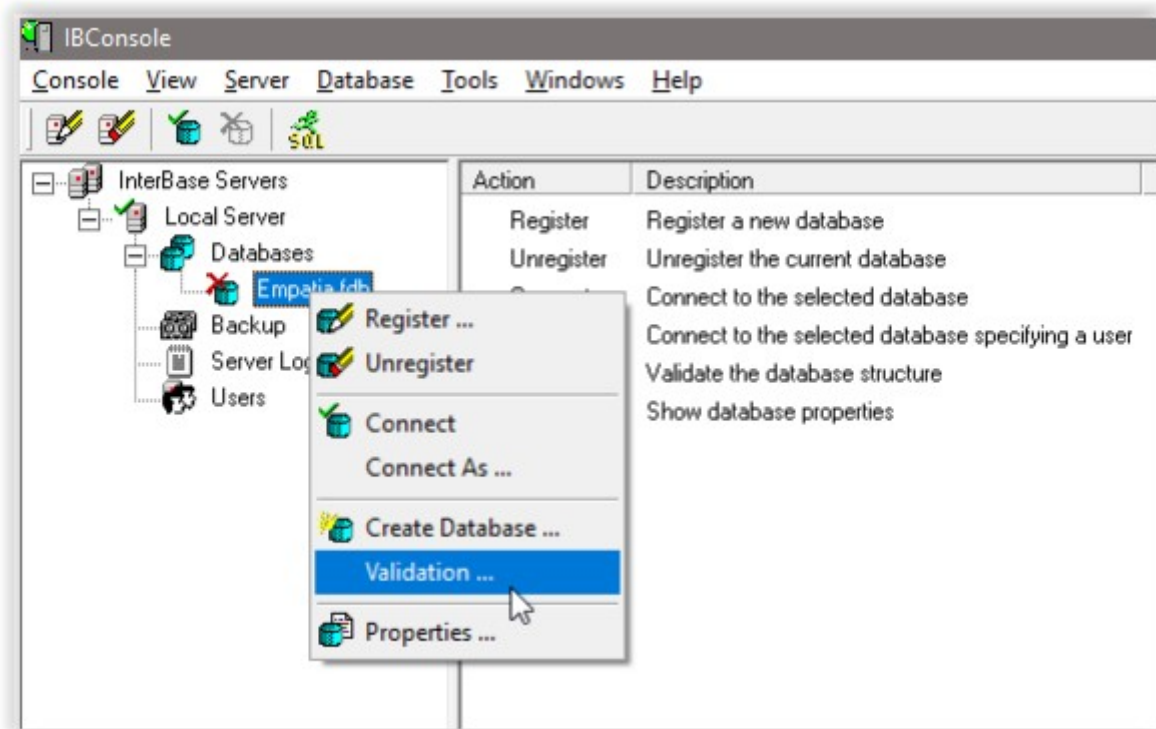 IBConsole
Console View Server Database Tools Windows Help
SQL
InterBase Servers
Local Server
Databases
Empatia.fdb
Backup
Server Log
Users
Action Description
Register Register a new database
Unregister Unregister the current database
Connect to the selected database
Connect to the selected database specifying a user
Validate the database structure
Show database properties
Register ...
Unregister
Connect
Connect As ...
Create Database ...
Validation ...
Properties ...